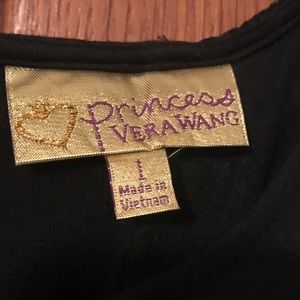 princess
VERA WANG
L
Made in
Vietnam